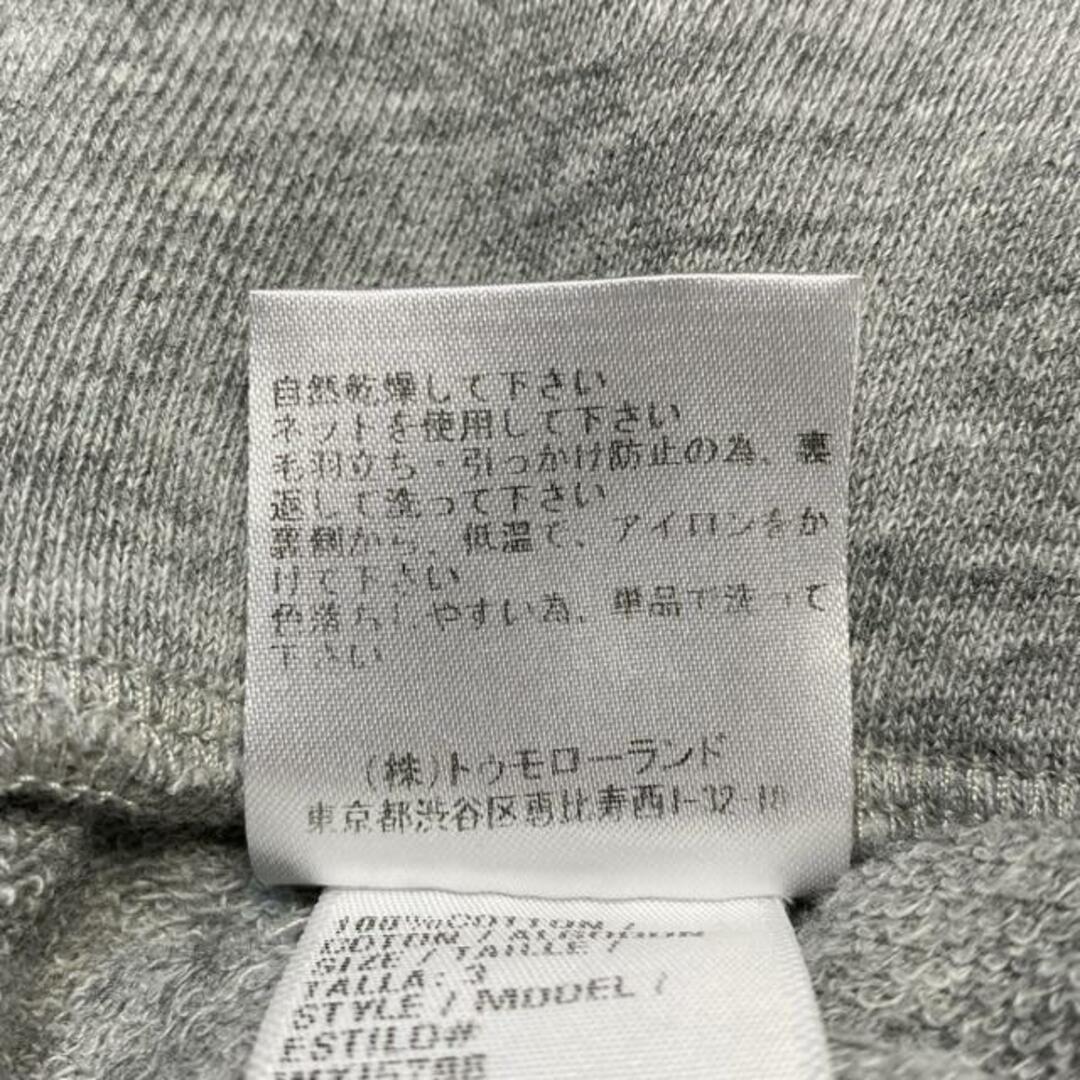 自然乾燥して下さい
ネットを使用して下さい
毛羽立ち・引っかけ防止の為、裏
返して洗って下さい
裏側から、低温で、アイロンをか
けて下さい
色落ちしやすい為、単品で洗って
下さい
(株)トゥモローランド
東京都渋谷区恵比寿西1-32-18
100%COTTON /
COTON / ALGODON
SIZE / TAILLE /
TALLA: 3
STYLE / MODEL /
ESTILO#